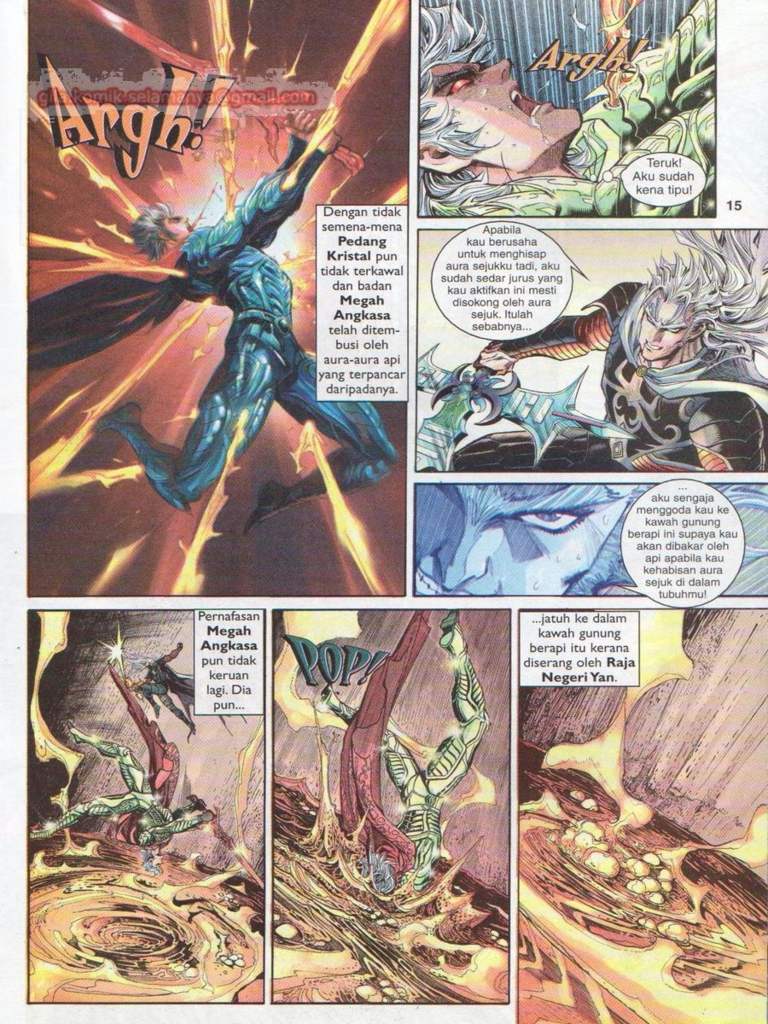 gila.komik.selamanya@gmail.com
Argh!
Dengan tidak
semena-mena
Pedang
Kristal pun
tidak terkawal
dan badan
Megah
Angkasa
telah ditem-
busi oleh
aura-aura api
yang terpancar
daripadanya.
Argh!
Teruk!
Aku sudah
kena tipu!
15
Apabila
kau berusaha
untuk menghisap
aura sejukku tadi, aku
sudah sedar jurus yang
kau aktifkan ini mesti
disokong oleh aura
sejuk. Itulah
sebabnya...
...
aku sengaja
menggoda kau ke
kawah gunung
berapi ini supaya kau
akan dibakar oleh
api apabila kau
kehabisan aura
sejuk di dalam
tubuhmu!
Pernafasan
Megah
Angkasa
pun tidak
keruan
lagi. Dia
pun...
POP!
...jatuh ke dalam
kawah gunung
berapi itu kerana
diserang oleh Raja
Negeri Yan.